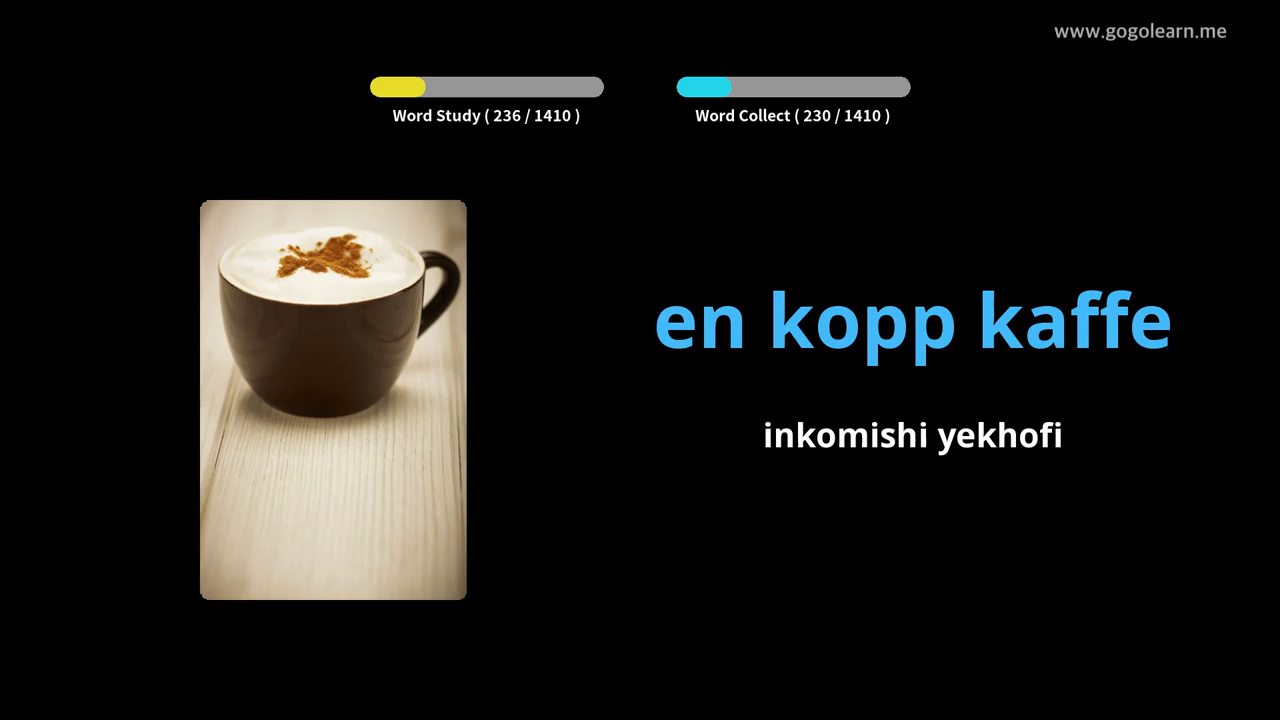 www.gogolearn.me
Word Study ( 236 / 1410 )
Word Collect ( 230 / 1410 )
en kopp kaffe
inkomishi yekhofi